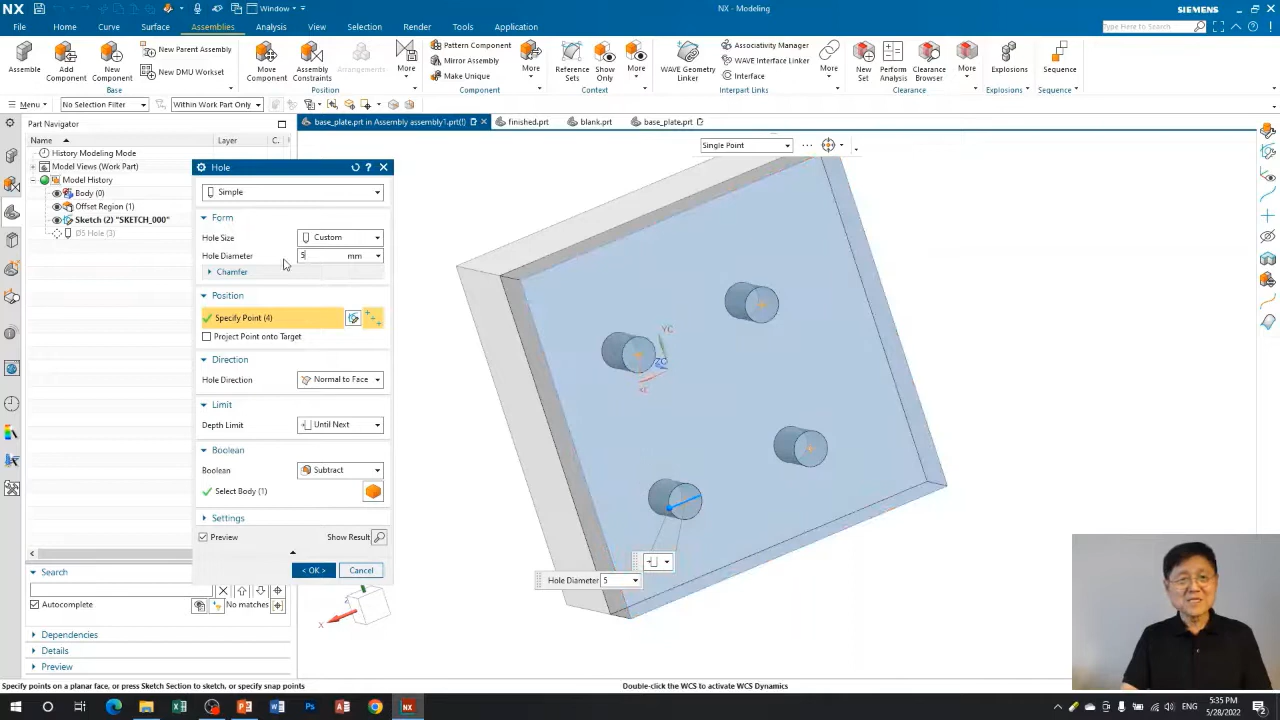 NX
Window
NX - Modeling
SIEMENS
File
Home
Curve
Surface
Assemblies
Analysis
View
Selection
Render
Tools
Application
Type Here to Search
Assemble
Add Component
New Component
New Parent Assembly
New DMU Workset
Base
Move Component
Assembly Constraints
Arrangements
More
Position
Pattern Component
Mirror Assembly
Make Unique
More
Component
Reference Sets
Show Only
More
Context
WAVE Geometry Linker
Associativity Manager
WAVE Interface Linker
Interface
More
Interpart Links
New Set
Perform Analysis
Clearance Browser
More
Clearance
Explosions
Explosions
Sequence
Sequence
Menu
No Selection Filter
Within Work Part Only
Part Navigator
base_plate.prt in Assembly assembly1.prt(!)
finished.prt
blank.prt
base_plate.prt
Name
Layer
C.
History Modeling Mode
Model Views (Work Part)
Model History
Body (0)
Offset Region (1)
Sketch (2) "SKETCH_000"
Ø5 Hole (3)
Single Point
Hole
Simple
Form
Hole Size
Custom
Hole Diameter
5
mm
Chamfer
Position
Specify Point (4)
Project Point onto Target
Direction
Hole Direction
Normal to Face
Limit
Depth Limit
Until Next
Boolean
Boolean
Subtract
Select Body (1)
Settings
Preview
Show Result
< OK >
Cancel
YC
ZC
XC
Hole Diameter 5
Search
Autocomplete
No matches
Dependencies
Details
Preview
X
Specify points on a planar face, or press Sketch Section to sketch, or specify snap points
Double-click the WCS to activate WCS Dynamics
ENG
5:35 PM
5/28/2022